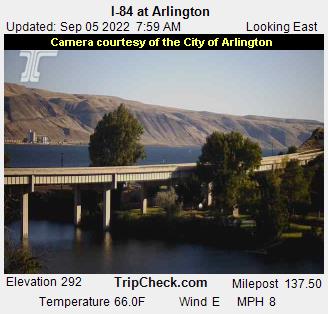 I-84 at Arlington
Updated: Sep 05 2022 7:59 AM Looking East
Camera courtesy of the City of Arlington
Elevation 292 TripCheck.com Milepost 137.50
Temperature 66.0F Wind E MPH 8